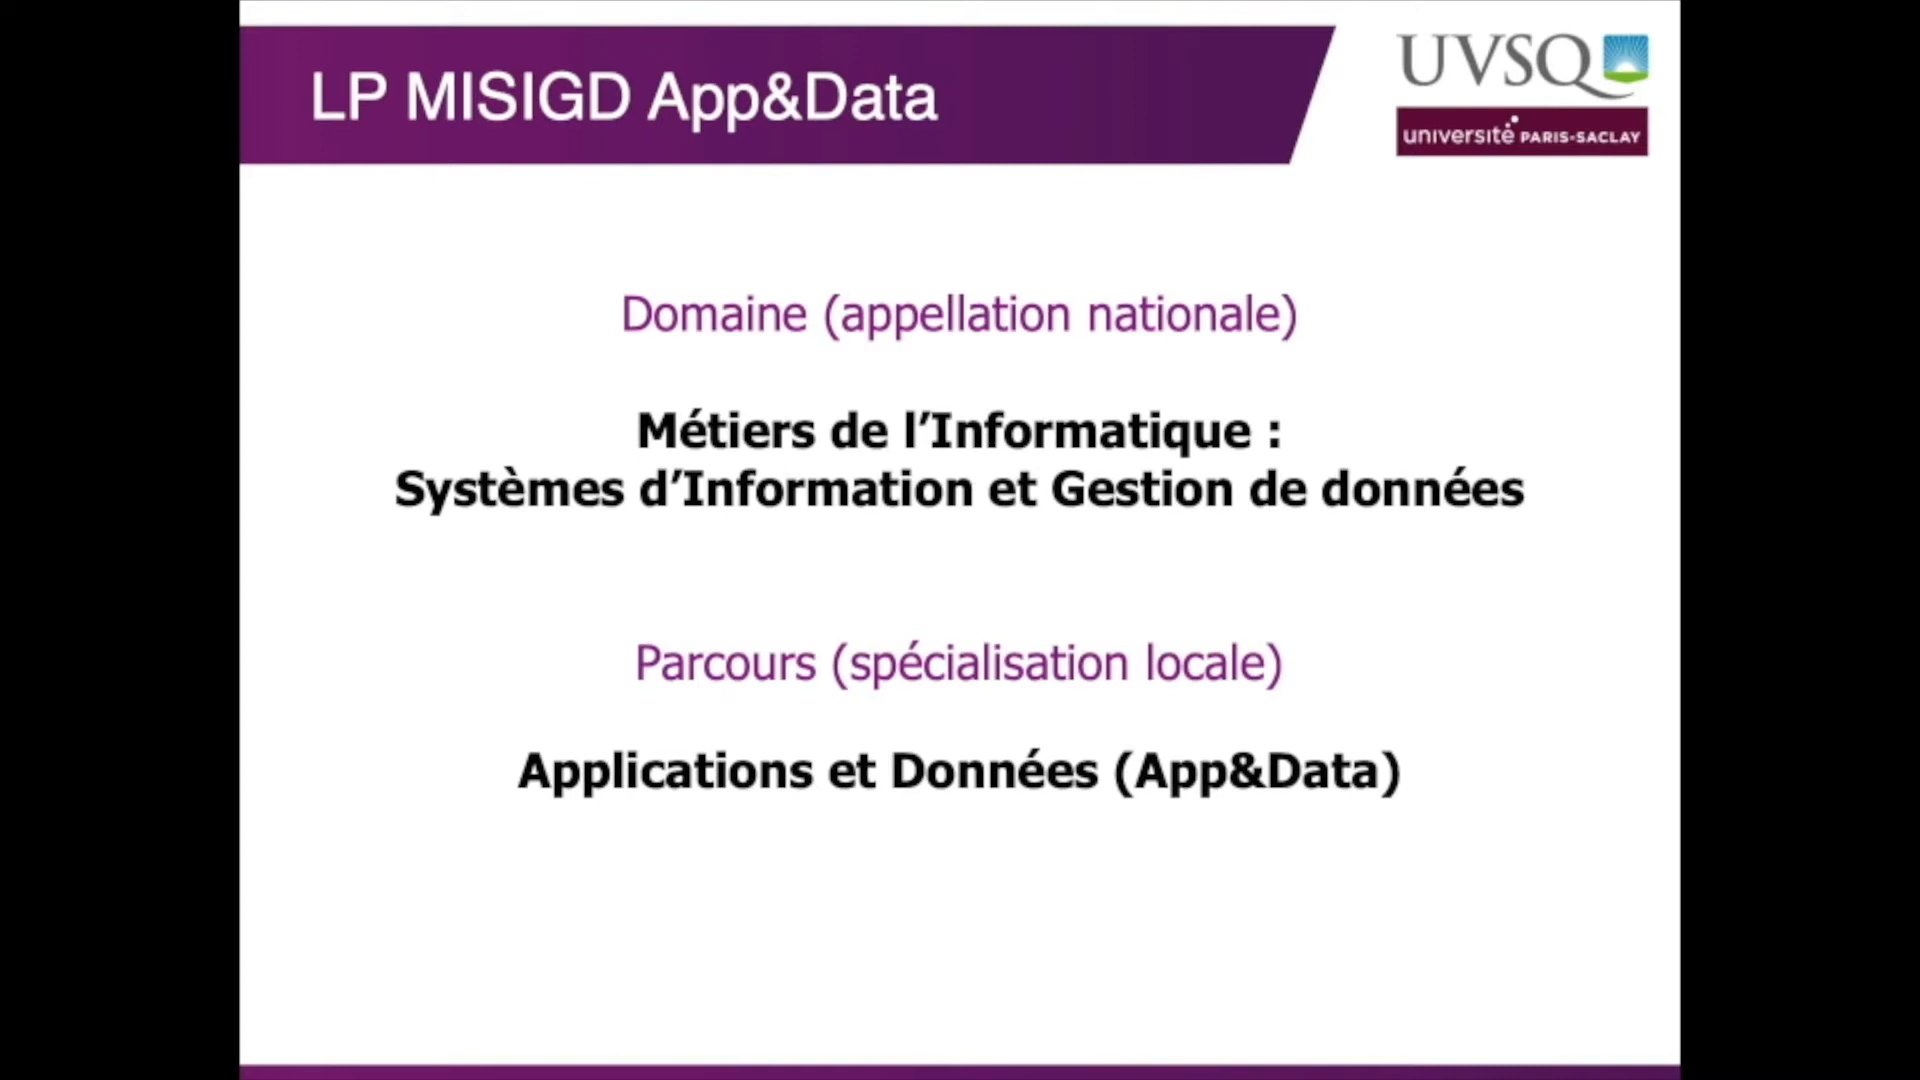 LP MISIGD App&Data
UVSQ
université PARIS-SACLAY
Domaine (appellation nationale)
Métiers de l’Informatique :
Systèmes d’Information et Gestion de données
Parcours (spécialisation locale)
Applications et Données (App&Data)